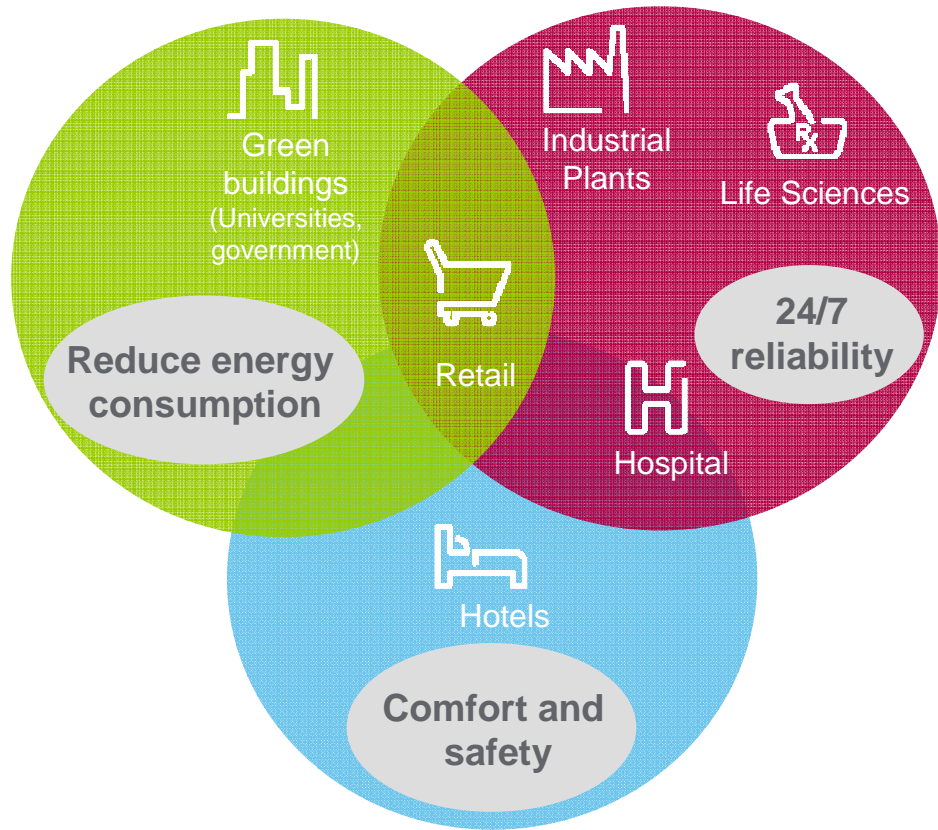 Green
buildings
(Universities,
government)
Industrial
Plants
RX
Life Sciences
24/7
reliability
Reduce energy
consumption
Retail
Hospital
Hotels
Comfort and
safety